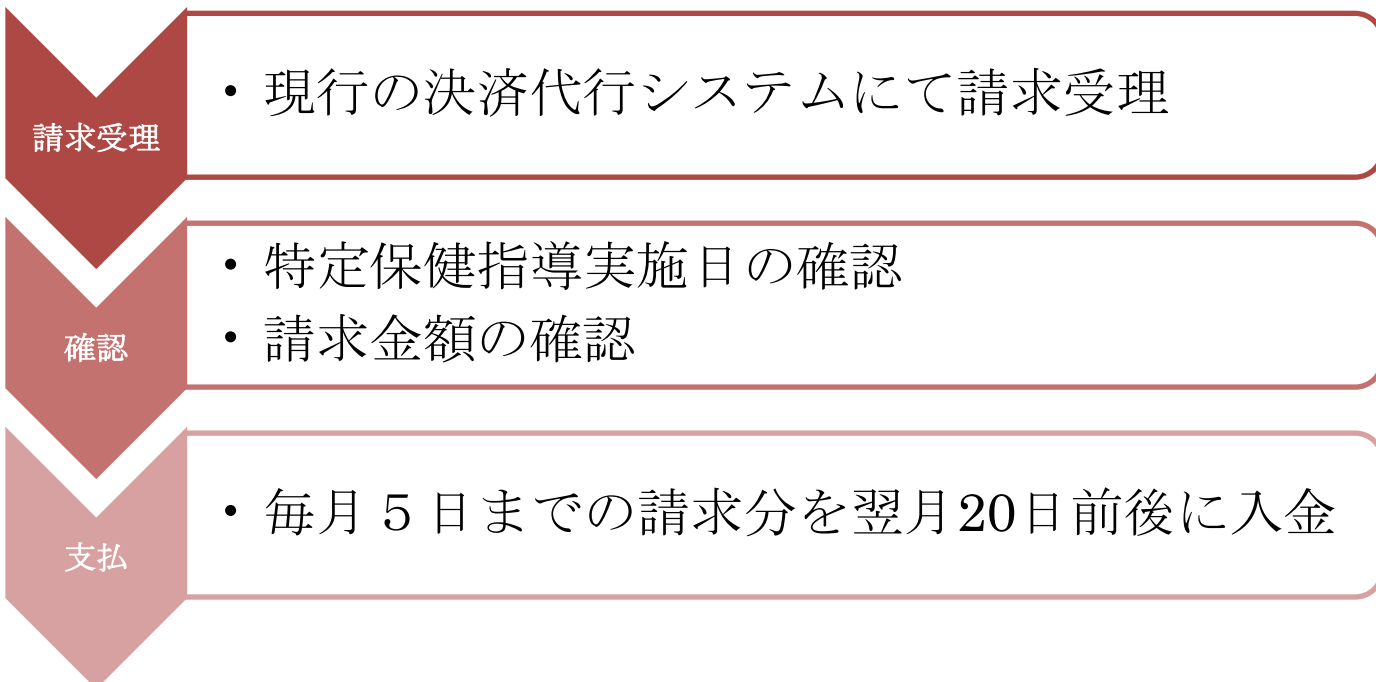 請求受理
・現行の決済代行システムにて請求受理
確認
・特定保健指導実施日の確認
・請求金額の確認
支払
・毎月５日までの請求分を翌月20日前後に入金